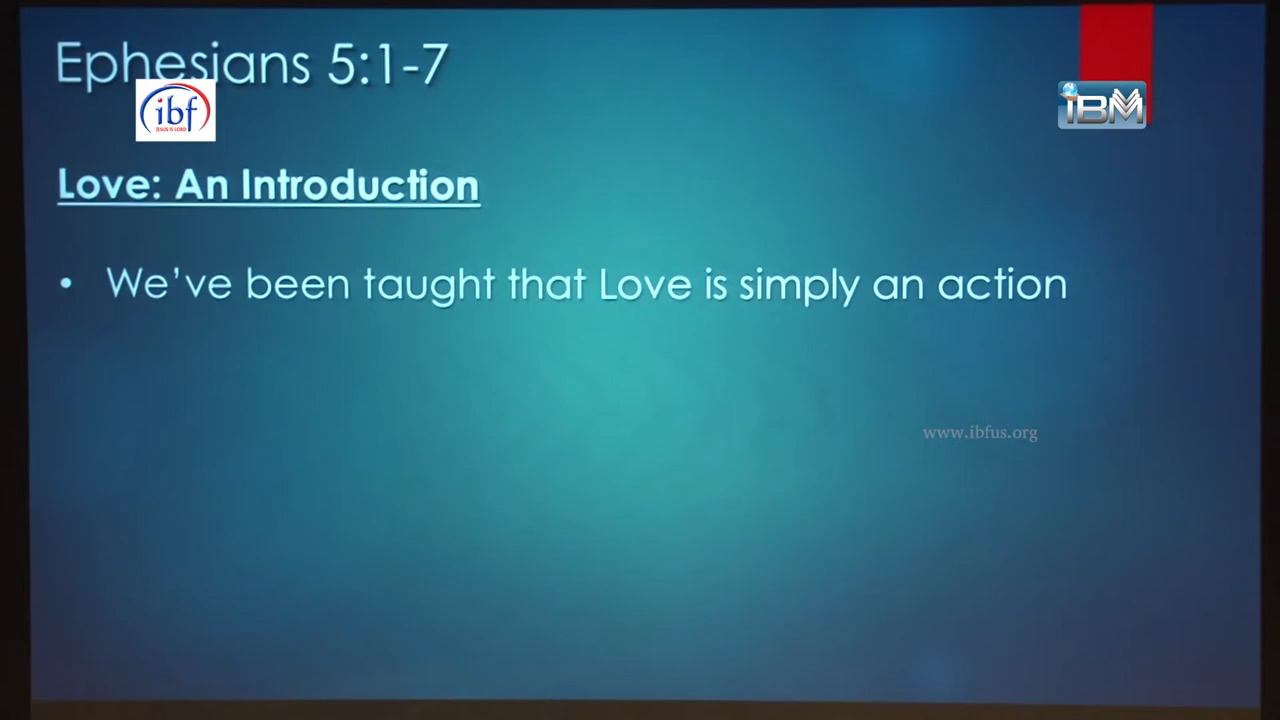 Ephesians 5:1-7
ibf
JESUS IS LORD
iBM
Love: An Introduction
• We've been taught that Love is simply an action
www.ibfus.org